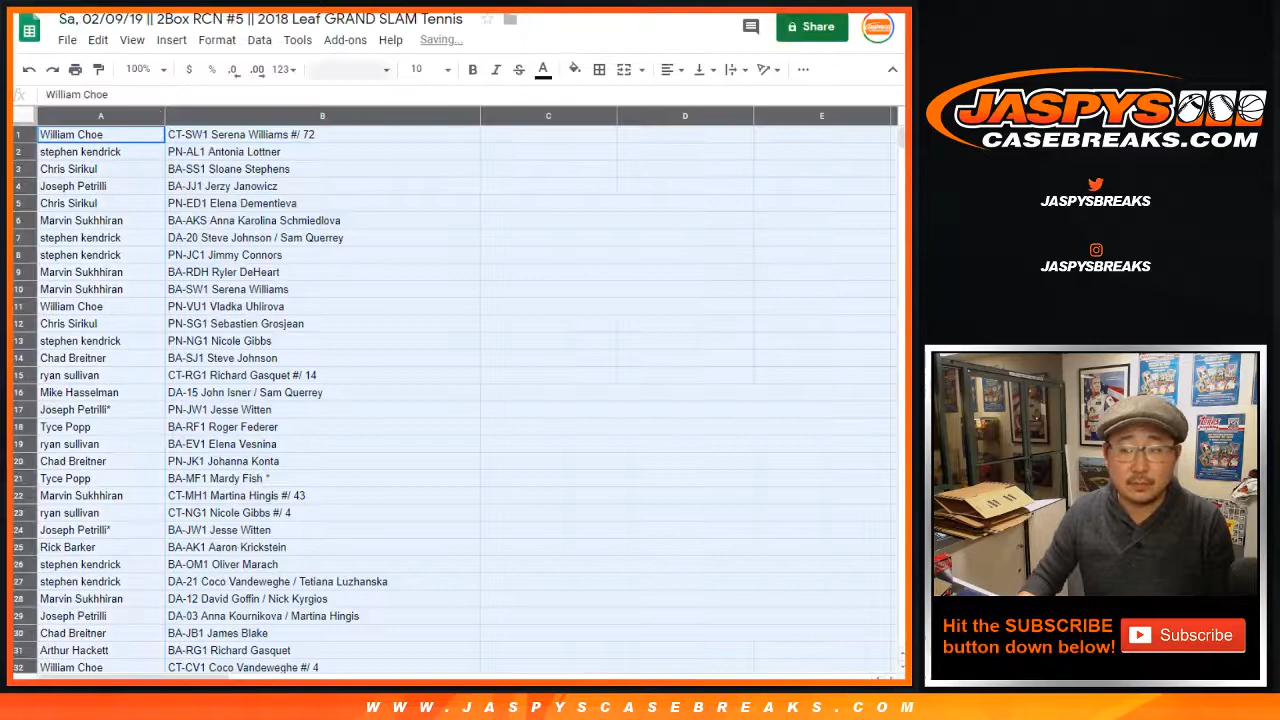 Sa, 02/09/19 || 2Box RCN #5 || 2018 Leaf GRAND SLAM Tennis
File Edit View Insert Format Data Tools Add-ons Help Saving...
Share
100% $ % .0 .00 123 10 B I S A
fx William Choe
A B C D E
1 William Choe CT-SW1 Serena Williams #/ 72
2 stephen kendrick PN-AL1 Antonia Lottner
3 Chris Sirikul BA-SS1 Sloane Stephens
4 Joseph Petrilli BA-JJ1 Jerzy Janowicz
5 Chris Sirikul PN-ED1 Elena Dementieva
6 Marvin Sukhhiran BA-AKS Anna Karolina Schmiedlova
7 stephen kendrick DA-20 Steve Johnson / Sam Querrey
8 stephen kendrick PN-JC1 Jimmy Connors
9 Marvin Sukhhiran BA-RDH Ryler DeHeart
10 Marvin Sukhhiran BA-SW1 Serena Williams
11 William Choe PN-VU1 Vladka Uhlirova
12 Chris Sirikul PN-SG1 Sebastien Grosjean
13 stephen kendrick PN-NG1 Nicole Gibbs
14 Chad Breitner BA-SJ1 Steve Johnson
15 ryan sullivan CT-RG1 Richard Gasquet #/ 14
16 Mike Hasselman DA-15 John Isner / Sam Querrey
17 Joseph Petrilli* PN-JW1 Jesse Witten
18 Tyce Popp BA-RF1 Roger Federer
19 ryan sullivan BA-EV1 Elena Vesnina
20 Chad Breitner PN-JK1 Johanna Konta
21 Tyce Popp BA-MF1 Mardy Fish *
22 Marvin Sukhhiran CT-MH1 Martina Hingis #/ 43
23 ryan sullivan CT-NG1 Nicole Gibbs #/ 4
24 Joseph Petrilli* BA-JW1 Jesse Witten
25 Rick Barker BA-AK1 Aaron Krickstein
26 stephen kendrick BA-OM1 Oliver Marach
27 stephen kendrick DA-21 Coco Vandeweghe / Tetiana Luzhanska
28 Marvin Sukhhiran DA-12 David Goffin / Nick Kyrgios
29 Joseph Petrilli DA-03 Anna Kournikova / Martina Hingis
30 Chad Breitner BA-JB1 James Blake
31 Arthur Hackett BA-RG1 Richard Gasquet
32 William Choe CT-CV1 Coco Vandeweghe #/ 4
JASPYS
CASEBREAKS.COM
JASPYSBREAKS
JASPYSBREAKS
Hit the SUBSCRIBE
button down below!
Subscribe
WWW.JASPYSCASEBREAKS.COM